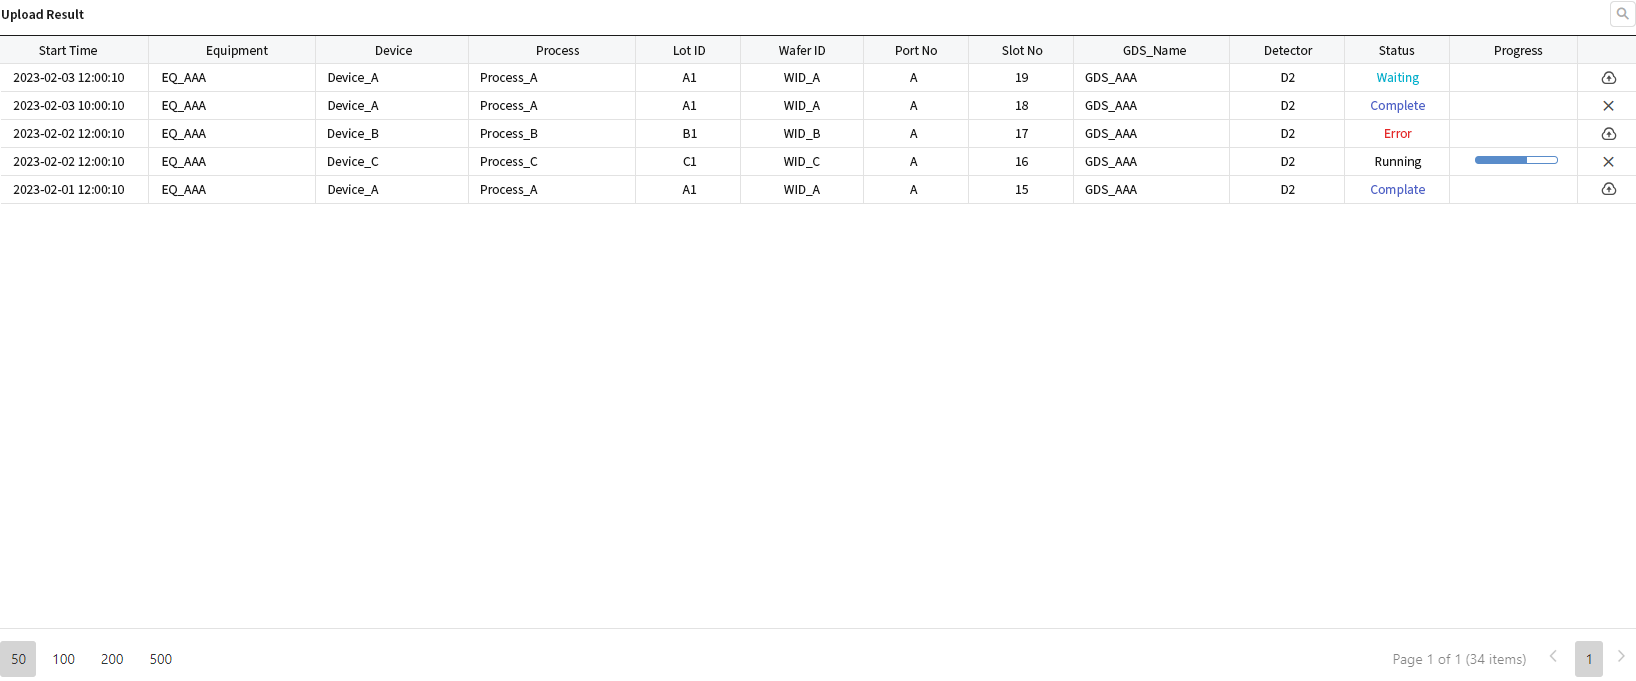 Upload Result
Start Time Equipment Device Process Lot ID Wafer ID Port No Slot No GDS_Name Detector Status Progress
2023-02-03 12:00:10 EQ_AAA Device_A Process_A A1 WID_A A 19 GDS_AAA D2 Waiting
2023-02-03 10:00:10 EQ_AAA Device_A Process_A A1 WID_A A 18 GDS_AAA D2 Complete
2023-02-02 12:00:10 EQ_AAA Device_B Process_B B1 WID_B A 17 GDS_AAA D2 Error
2023-02-02 12:00:10 EQ_AAA Device_C Process_C C1 WID_C A 16 GDS_AAA D2 Running
2023-02-01 12:00:10 EQ_AAA Device_A Process_A A1 WID_A A 15 GDS_AAA D2 Complate
50 100 200 500 Page 1 of 1 (34 items) 1